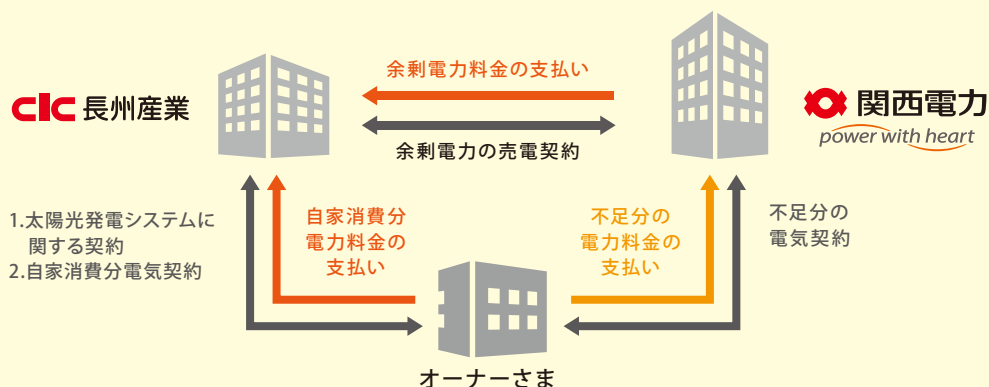 余剰電力料金の支払い
CIC 長州産業
関西電力
power with heart
余剰電力の売電契約
1.太陽光発電システムに
関する契約
2.自家消費分電気契約
自家消費分
電力料金の
支払い
不足分の
電力料金の
支払い
不足分の
電気契約
オーナーさま